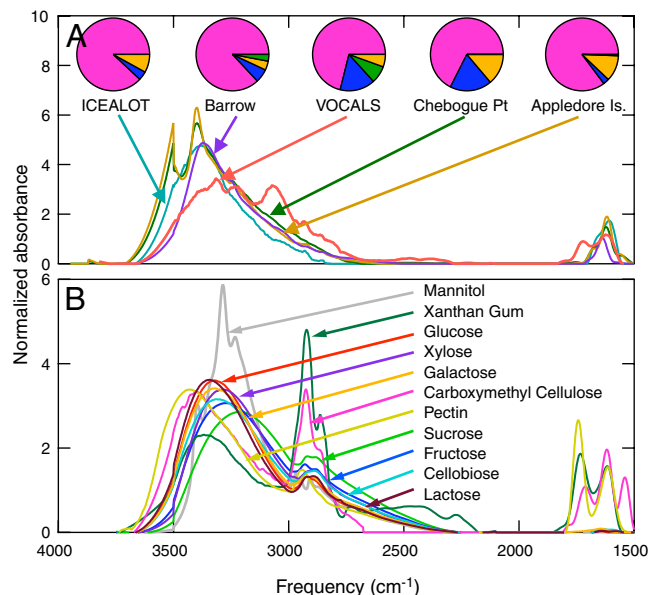 A
10
8
6
4
2
0
ICEALOT
Barrow
VOCALS
Chebogue Pt
Appledore Is.
Normalized absorbance
B
6
4
2
0
Mannitol
Xanthan Gum
Glucose
Xylose
Galactose
Carboxymethyl Cellulose
Pectin
Sucrose
Fructose
Cellobiose
Lactose
4000
3500
3000
2500
2000
1500
Frequency (cm-1)